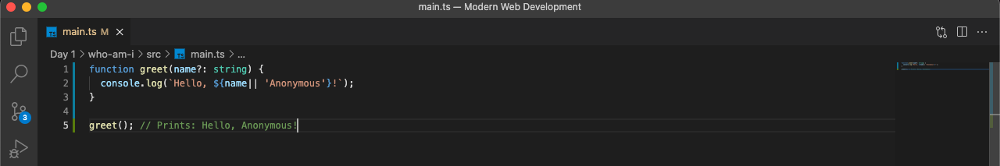 main.ts — Modern Web Development
TS main.ts M ×
Day 1 > who-am-i > src > TS main.ts > ...
1 function greet(name?: string) {
2 console.log(`Hello, ${name|| 'Anonymous'}!`);
3 }
4
5 greet(); // Prints: Hello, Anonymous!
3